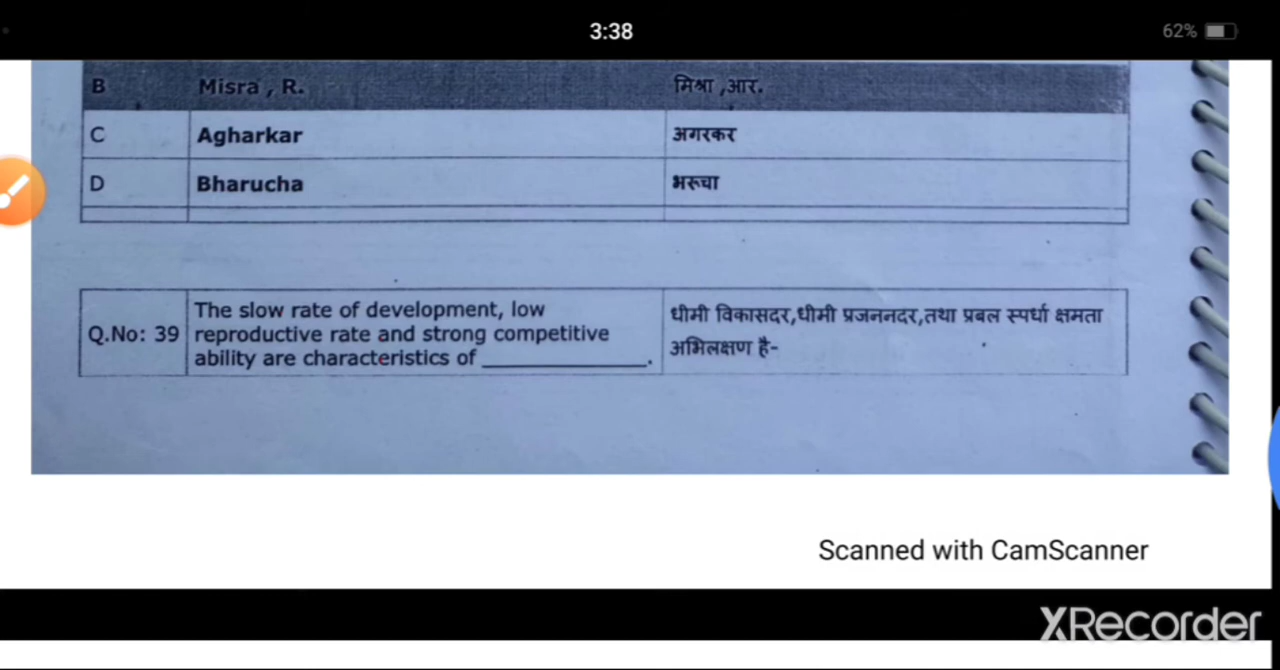 3:38
62%
B Misra , R. मिश्रा ,आर.
C Agharkar अगरकर
D Bharucha भरूचा
Q.No: 39
The slow rate of development, low
reproductive rate and strong competitive
ability are characteristics of ____________.
धीमी विकासदर,धीमी प्रजननदर,तथा प्रबल स्पर्धा क्षमता
अभिलक्षण है-
Scanned with CamScanner
XRecorder